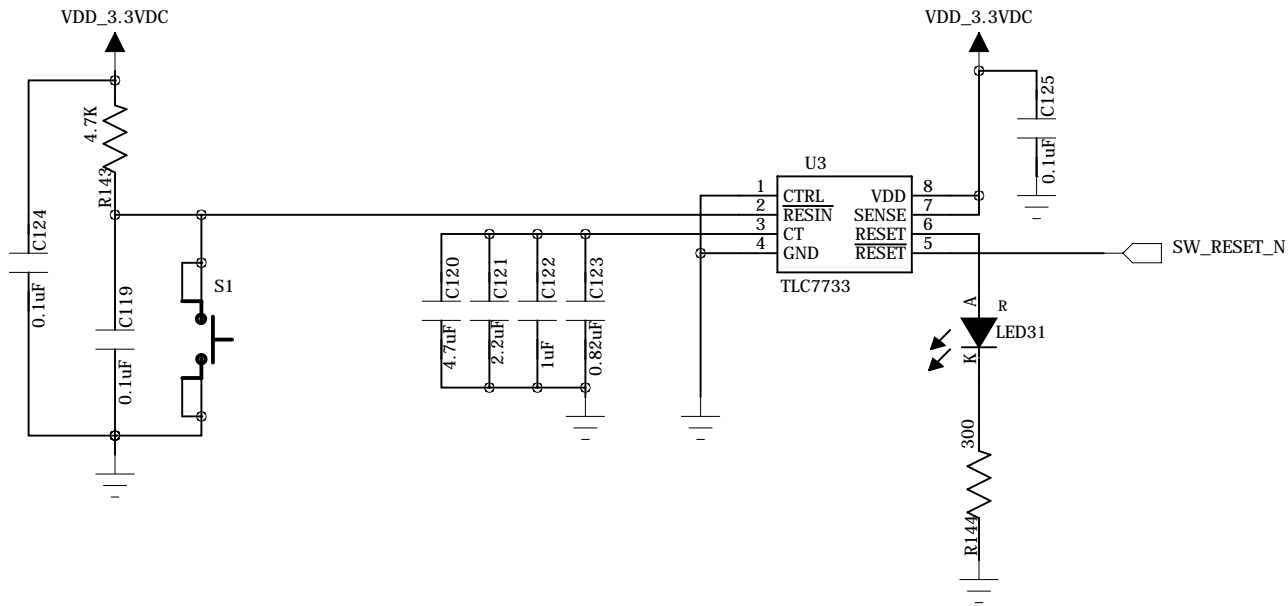 VDD_3.3VDC
VDD_3.3VDC
4.7K
R143
C124
0.1uF
C119
0.1uF
S1
C120
4.7uF
C121
2.2uF
C122
1uF
C123
0.82uF
U3
1 CTRL VDD 8
2 RESIN SENSE 7
3 CT RESET 6
4 GND RESET 5
TLC7733
C125
0.1uF
SW_RESET_N
A
R
LED31
K
300
R144